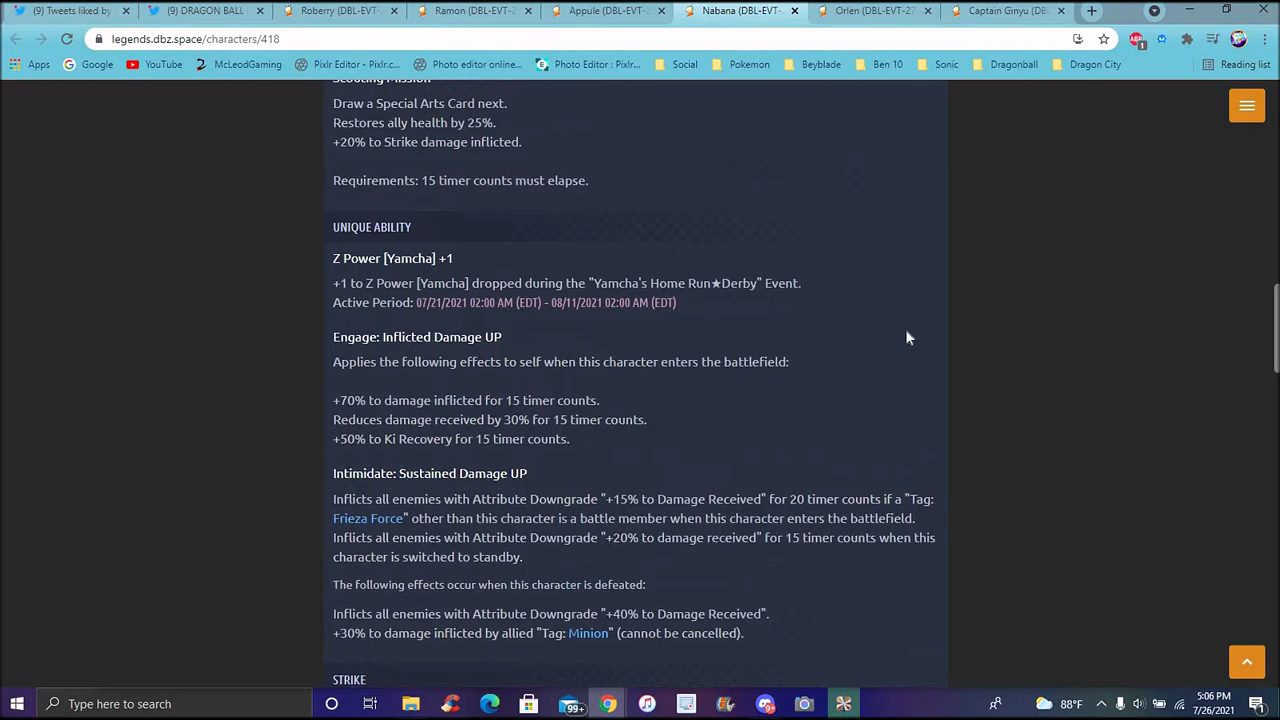 (9) Tweets liked by
(9) DRAGON BALL
Roberry (DBL-EVT-
Ramon (DBL-EVT-2
Appule (DBL-EVT-
Nabana (DBL-EVT-
Orlen (DBL-EVT-27
Captain Ginyu (DBL
legends.dbz.space/characters/418
Apps
Google
YouTube
McLeodGaming
Pixlr Editor - Pixlr.c...
Photo editor online...
Photo Editor : Pixlr...
Social
Pokemon
Beyblade
Ben 10
Sonic
Dragonball
Dragon City
Reading list
Scouting Mission
Draw a Special Arts Card next.
Restores ally health by 25%.
+20% to Strike damage inflicted.
Requirements: 15 timer counts must elapse.
UNIQUE ABILITY
Z Power [Yamcha] +1
+1 to Z Power [Yamcha] dropped during the "Yamcha's Home Run★Derby" Event.
Active Period: 07/21/2021 02:00 AM (EDT) - 08/11/2021 02:00 AM (EDT)
Engage: Inflicted Damage UP
Applies the following effects to self when this character enters the battlefield:
+70% to damage inflicted for 15 timer counts.
Reduces damage received by 30% for 15 timer counts.
+50% to Ki Recovery for 15 timer counts.
Intimidate: Sustained Damage UP
Inflicts all enemies with Attribute Downgrade "+15% to Damage Received" for 20 timer counts if a "Tag:
Frieza Force" other than this character is a battle member when this character enters the battlefield.
Inflicts all enemies with Attribute Downgrade "+20% to damage received" for 15 timer counts when this
character is switched to standby.
The following effects occur when this character is defeated:
Inflicts all enemies with Attribute Downgrade "+40% to Damage Received".
+30% to damage inflicted by allied "Tag: Minion" (cannot be cancelled).
STRIKE
Type here to search
99+
88°F
5:06 PM
7/26/2021